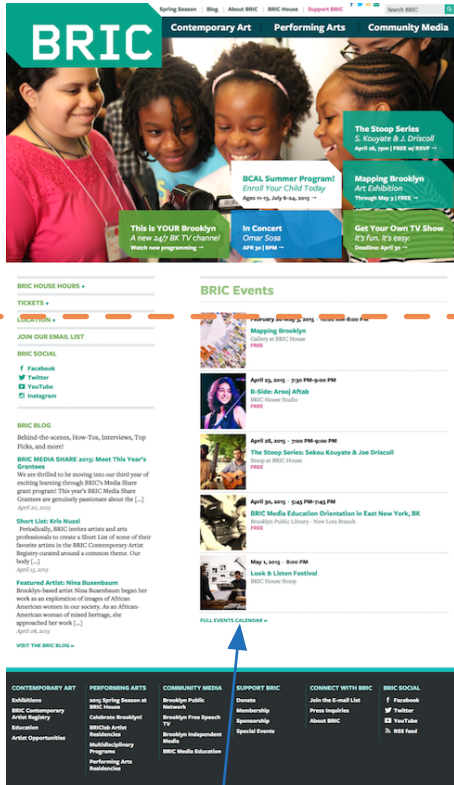 Spring Season | Blog | About BRIC | BRIC House | Support BRIC
Search BRIC
BRIC
Contemporary Art
Performing Arts
Community Media
The Stoop Series
S. Kouyate & J. Driscoll
April 28, 7pm | FREE w/ RSVP →
BCAL Summer Program!
Enroll Your Child Today
Ages 11-13, July 8-24, 2015 →
Mapping Brooklyn
Art Exhibition
Through May 3 | FREE →
This is YOUR Brooklyn
A new 24/7 BK TV channel
Watch new programming →
In Concert
Omar Sosa
APR 30 | 8PM →
Get Your Own TV Show
It's fun. It's easy.
Deadline: April 30 →
BRIC HOUSE HOURS +
TICKETS +
LOCATION +
JOIN OUR EMAIL LIST
BRIC SOCIAL
Facebook
Twitter
YouTube
Instagram
BRIC BLOG
Behind-the-scenes, How-Tos, Interviews, Top
Picks, and more!
BRIC MEDIA SHARE 2015: Meet This Year's
Grantees
We are thrilled to be moving into our third year of
exciting learning through BRIC's Media Share
grant program! This year's BRIC Media Share
Grantees are genuinely passionate about the [...]
April 20, 2015
Short List: Kris Nuzzi
Periodically, BRIC invites artists and arts
professionals to create a Short List of some of their
favorite artists in the BRIC Contemporary Artist
Registry curated around a common theme. Our
body [...]
April 15, 2015
Featured Artist: Nina Buxenbaum
Brooklyn-based artist Nina Buxenbaum began her
work as an exploration of images of African
American women in our society. As an African-
American woman of mixed heritage, she
approached her work [...]
April 08, 2015
VISIT THE BRIC BLOG »
BRIC Events
February 26-May 3, 2015 · 10:00 AM-8:00 PM
Mapping Brooklyn
Gallery at BRIC House
FREE
April 23, 2015 · 7:30 PM-9:00 PM
B-Side: Arooj Aftab
BRIC House Studio
FREE
April 28, 2015 · 7:00 PM-9:00 PM
The Stoop Series: Sekou Kouyate & Joe Driscoll
Stoop at BRIC House
FREE
April 30, 2015 · 5:45 PM-7:45 PM
BRIC Media Education Orientation in East New York, BK
Brooklyn Public Library - New Lots Branch
FREE
May 1, 2015 · 8:00 PM
Look & Listen Festival
BRIC House Stoop
FULL EVENTS CALENDAR »
CONTEMPORARY ART
Exhibitions
BRIC Contemporary
Artist Registry
Education
Artist Opportunities
PERFORMING ARTS
2015 Spring Season at
BRIC House
Celebrate Brooklyn!
BRIClab Artist
Residencies
Multidisciplinary
Programs
Performing Arts
Residencies
COMMUNITY MEDIA
Brooklyn Public
Network
Brooklyn Free Speech
TV
Brooklyn Independent
Media
BRIC Media Education
SUPPORT BRIC
Donate
Membership
Sponsorship
Special Events
CONNECT WITH BRIC
Join the E-mail List
Press Inquiries
About BRIC
BRIC SOCIAL
Facebook
Twitter
YouTube
RSS Feed